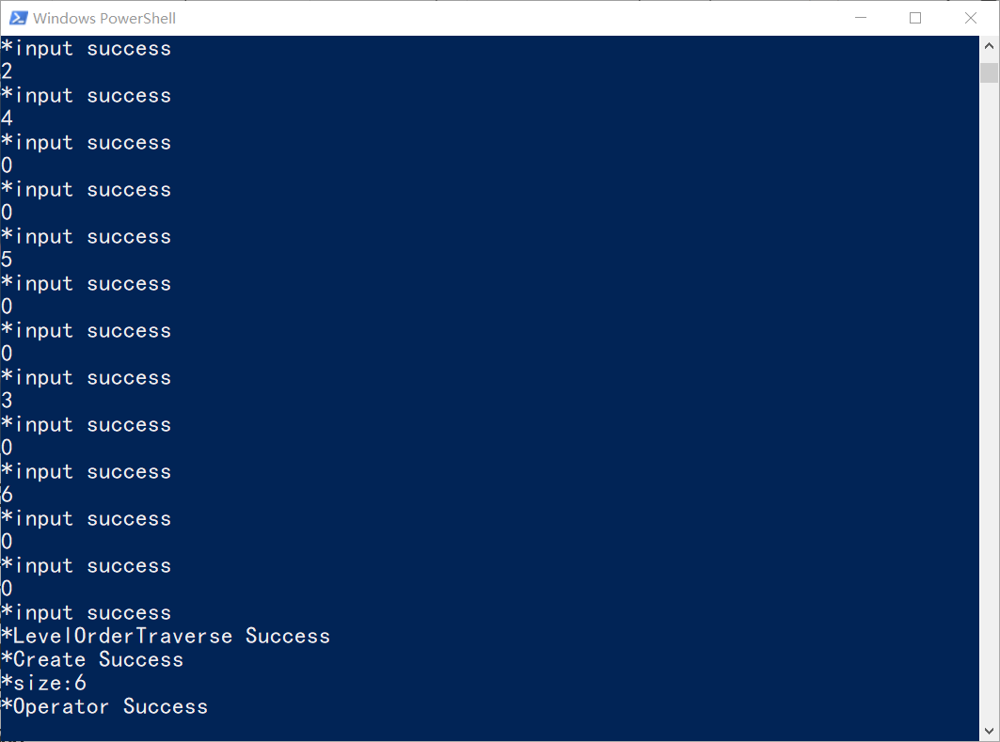 Windows PowerShell
*input success
2
*input success
4
*input success
0
*input success
0
*input success
5
*input success
0
*input success
0
*input success
3
*input success
0
*input success
6
*input success
0
*input success
0
*input success
*LevelOrderTraverse Success
*Create Success
*size:6
*Operator Success